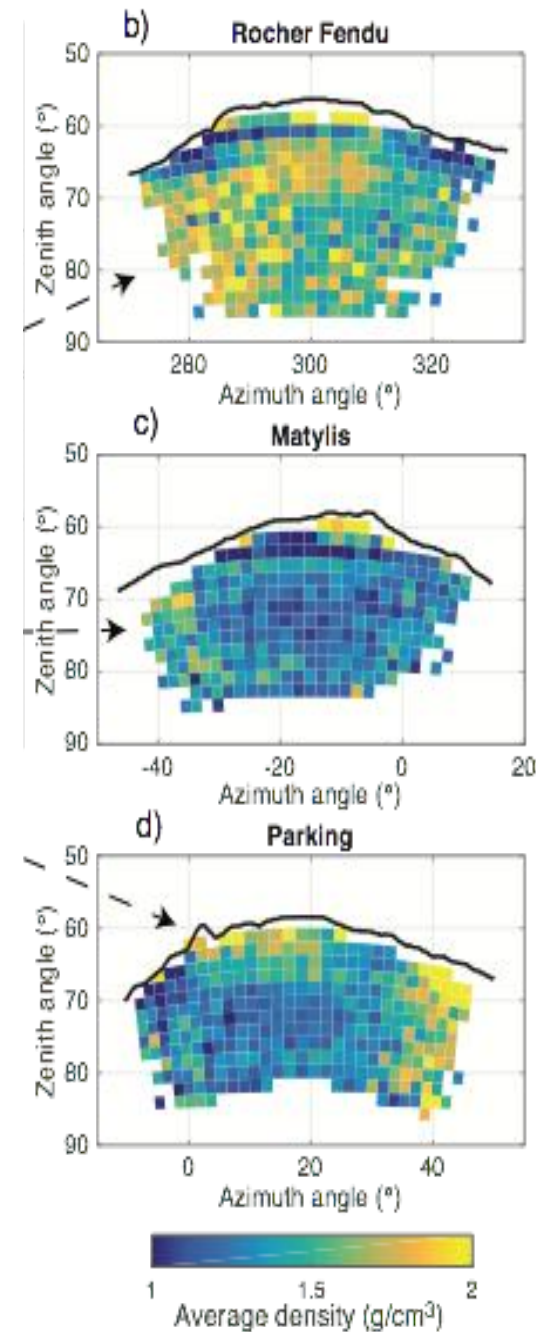 b)
Rocher Fendu
50
60
70
80
90
Zenith angle (°)
280 300 320
Azimuth angle (°)
c)
Matylis
50
60
70
80
90
Zenith angle (°)
-40 -20 0 20
Azimuth angle (°)
d)
Parking
50
60
70
80
90
Zenith angle (°)
0 20 40
Azimuth angle (°)
1 1.5 2
Average density (g/cm³)